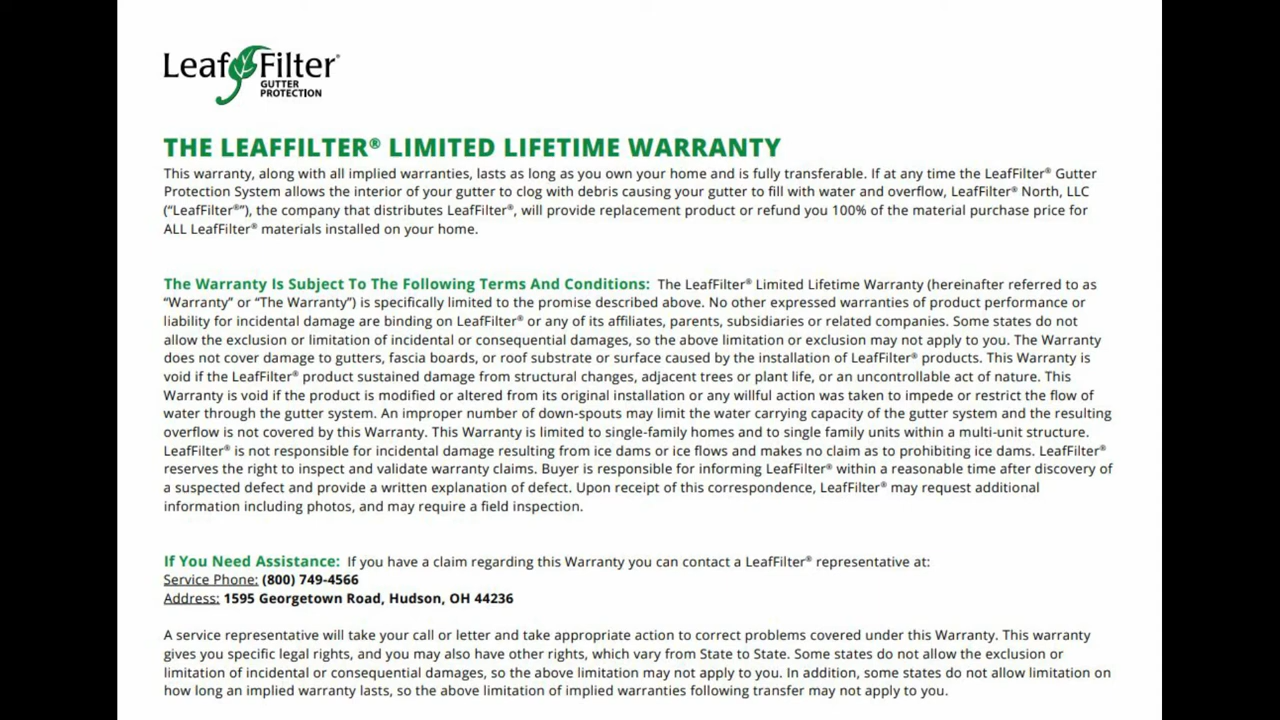 Leaf Filter®
GUTTER
PROTECTION
THE LEAFFILTER® LIMITED LIFETIME WARRANTY
This warranty, along with all implied warranties, lasts as long as you own your home and is fully transferable. If at any time the LeafFilter® Gutter
Protection System allows the interior of your gutter to clog with debris causing your gutter to fill with water and overflow, LeafFilter® North, LLC
(“LeafFilter®”), the company that distributes LeafFilter®, will provide replacement product or refund you 100% of the material purchase price for
ALL LeafFilter® materials installed on your home.
The Warranty Is Subject To The Following Terms And Conditions: The LeafFilter® Limited Lifetime Warranty (hereinafter referred to as
“Warranty” or “The Warranty”) is specifically limited to the promise described above. No other expressed warranties of product performance or
liability for incidental damage are binding on LeafFilter® or any of its affiliates, parents, subsidiaries or related companies. Some states do not
allow the exclusion or limitation of incidental or consequential damages, so the above limitation or exclusion may not apply to you. The Warranty
does not cover damage to gutters, fascia boards, or roof substrate or surface caused by the installation of LeafFilter® products. This Warranty is
void if the LeafFilter® product sustained damage from structural changes, adjacent trees or plant life, or an uncontrollable act of nature. This
Warranty is void if the product is modified or altered from its original installation or any willful action was taken to impede or restrict the flow of
water through the gutter system. An improper number of down-spouts may limit the water carrying capacity of the gutter system and the resulting
overflow is not covered by this Warranty. This Warranty is limited to single-family homes and to single family units within a multi-unit structure.
LeafFilter® is not responsible for incidental damage resulting from ice dams or ice flows and makes no claim as to prohibiting ice dams. LeafFilter®
reserves the right to inspect and validate warranty claims. Buyer is responsible for informing LeafFilter® within a reasonable time after discovery of
a suspected defect and provide a written explanation of defect. Upon receipt of this correspondence, LeafFilter® may request additional
information including photos, and may require a field inspection.
If You Need Assistance: If you have a claim regarding this Warranty you can contact a LeafFilter® representative at:
Service Phone: (800) 749-4566
Address: 1595 Georgetown Road, Hudson, OH 44236
A service representative will take your call or letter and take appropriate action to correct problems covered under this Warranty. This warranty
gives you specific legal rights, and you may also have other rights, which vary from State to State. Some states do not allow the exclusion or
limitation of incidental or consequential damages, so the above limitation may not apply to you. In addition, some states do not allow limitation on
how long an implied warranty lasts, so the above limitation of implied warranties following transfer may not apply to you.